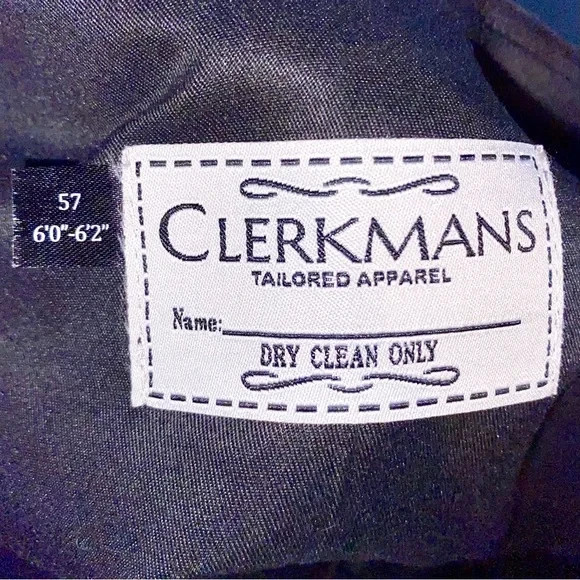 57
6'0"-6'2"
CLERKMANS
TAILORED APPAREL
Name:
DRY CLEAN ONLY